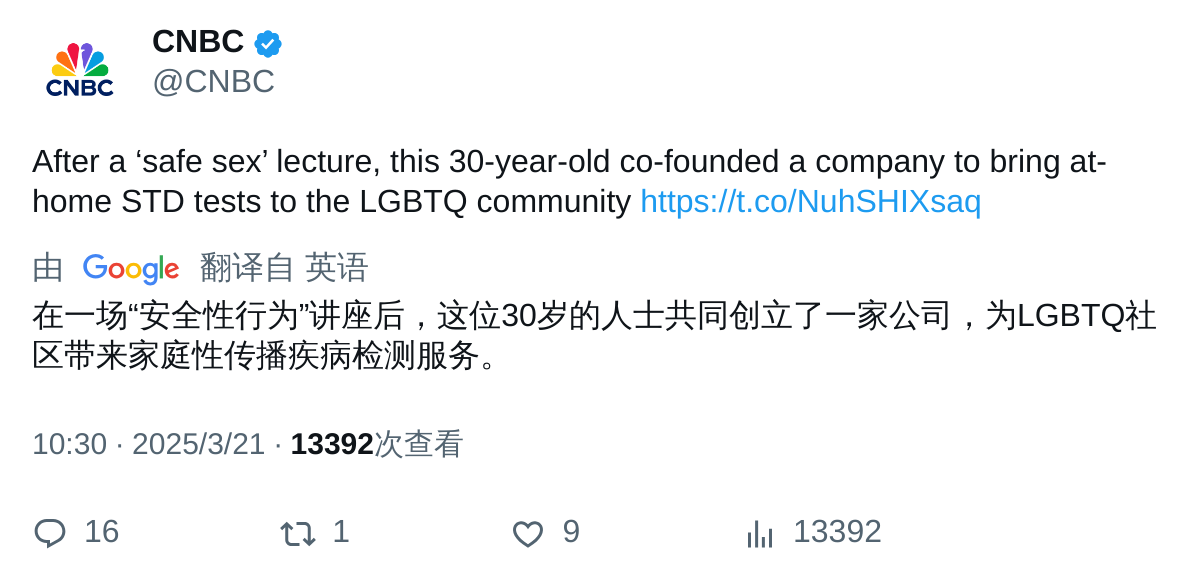 CNBC
CNBC
@CNBC
After a ‘safe sex’ lecture, this 30-year-old co-founded a company to bring at-
home STD tests to the LGBTQ community https://t.co/NuhSHIXsaq
由 Google 翻译自 英语
在一场“安全性行为”讲座后，这位30岁的人士共同创立了一家公司，为LGBTQ社
区带来家庭性传播疾病检测服务。
10:30 · 2025/3/21 · 13392次查看
16 1 9 13392